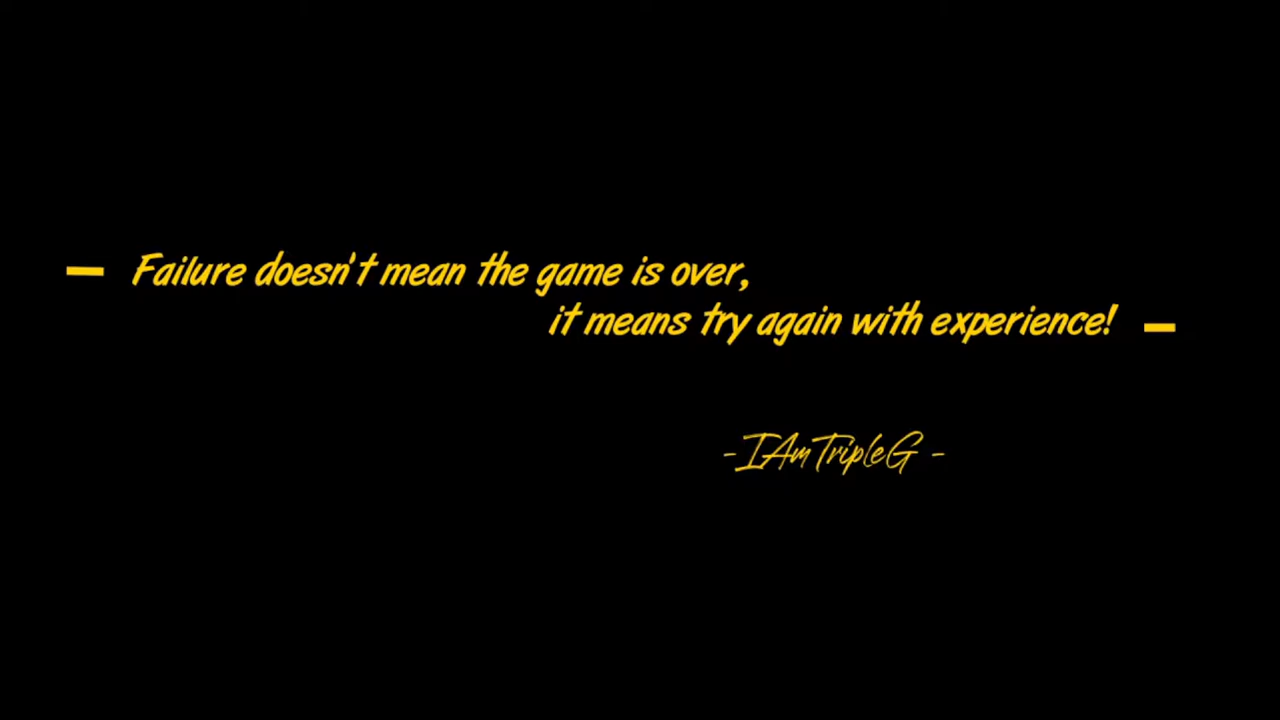 - Failure doesn't mean the game is over,
it means try again with experience! -
- IAmTripleG -